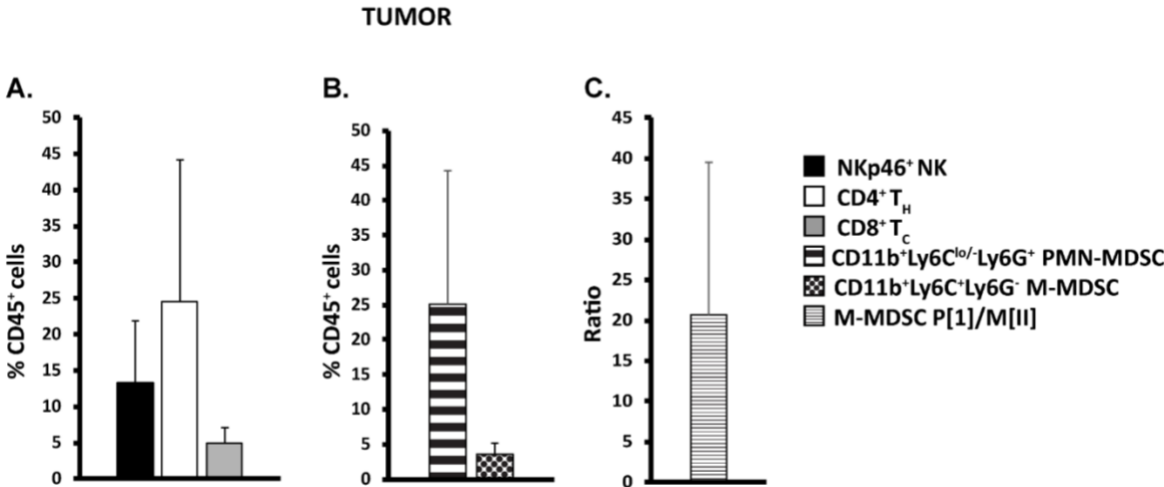 TUMOR
A.
% CD45⁺ cells
50
45
40
35
30
25
20
15
10
5
0
B.
% CD45⁺ cells
50
45
40
35
30
25
20
15
10
5
0
C.
Ratio
45
40
35
30
25
20
15
10
5
0
NKp46⁺ NK
CD4⁺ T_H
CD8⁺ T_C
CD11b⁺Ly6C^lo/-Ly6G⁺ PMN-MDSC
CD11b⁺Ly6C⁺Ly6G⁻ M-MDSC
M-MDSC P[1]/M[II]